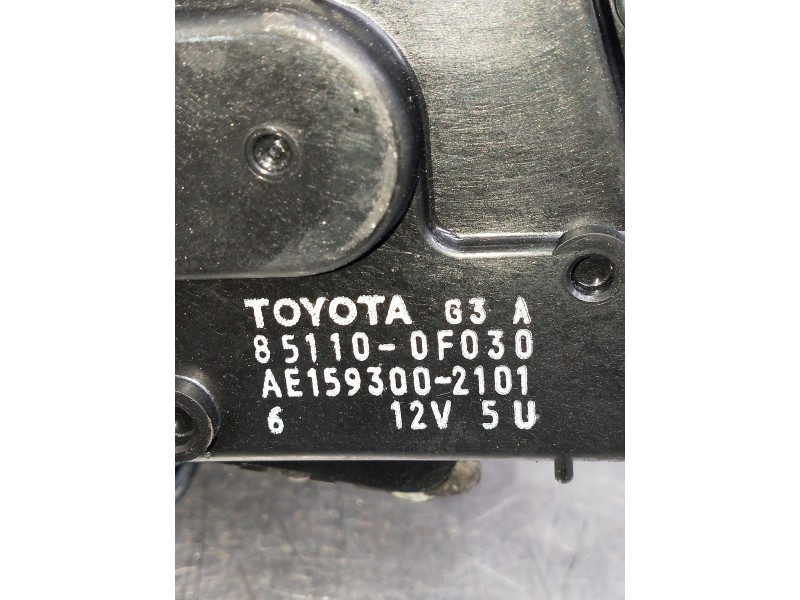 TOYOTA G3 A
85110-0F030
AE159300-2101
6 12V 5U